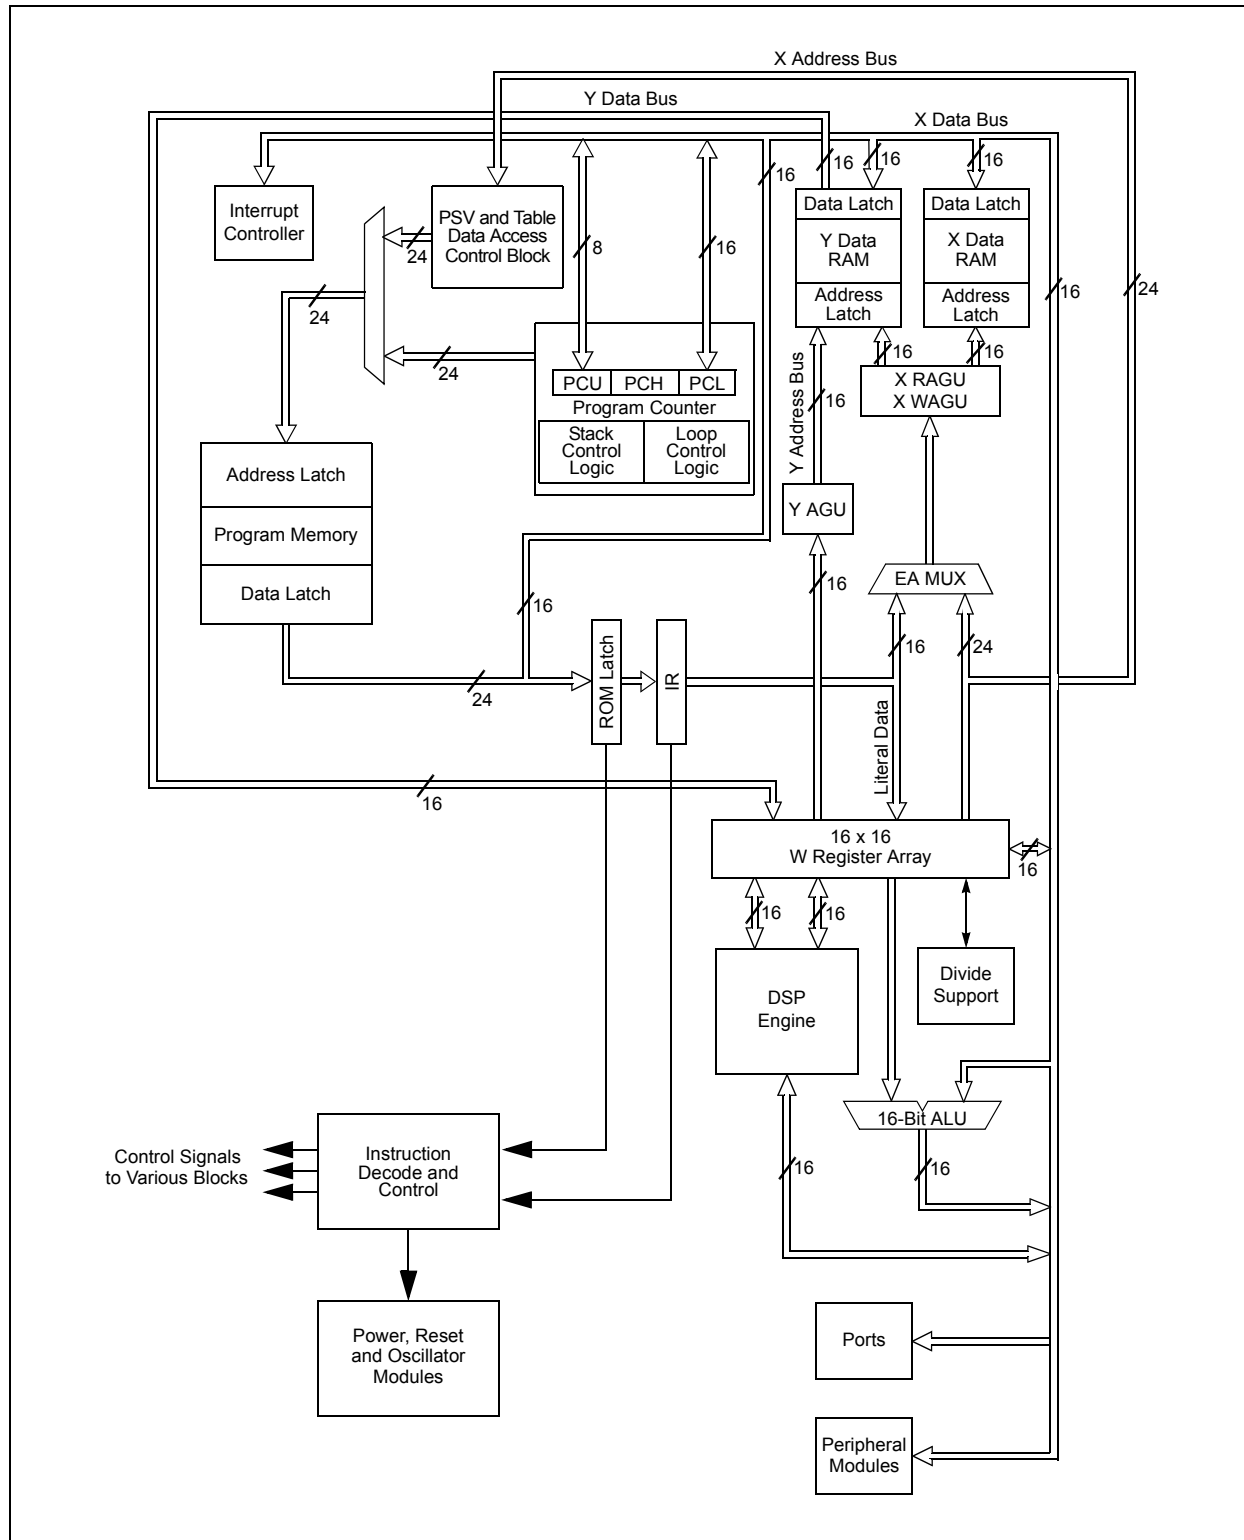 X Address Bus
Y Data Bus
X Data Bus
16
16
16
16
Interrupt
Controller
PSV and Table
Data Access
Control Block
24
8
16
Data Latch
Y Data
RAM
Address
Latch
Data Latch
X Data
RAM
Address
Latch
16
24
24
24
16
16
PCU
PCH
PCL
Program Counter
Stack
Control
Logic
Loop
Control
Logic
Y Address Bus
16
X RAGU
X WAGU
Address Latch
Program Memory
Data Latch
Y AGU
16
EA MUX
16
16
24
24
ROM Latch
IR
Literal Data
16
16 x 16
W Register Array
16
16
16
DSP
Engine
Divide
Support
16-Bit ALU
16
16
Control Signals
to Various Blocks
Instruction
Decode and
Control
Power, Reset
and Oscillator
Modules
Ports
Peripheral
Modules